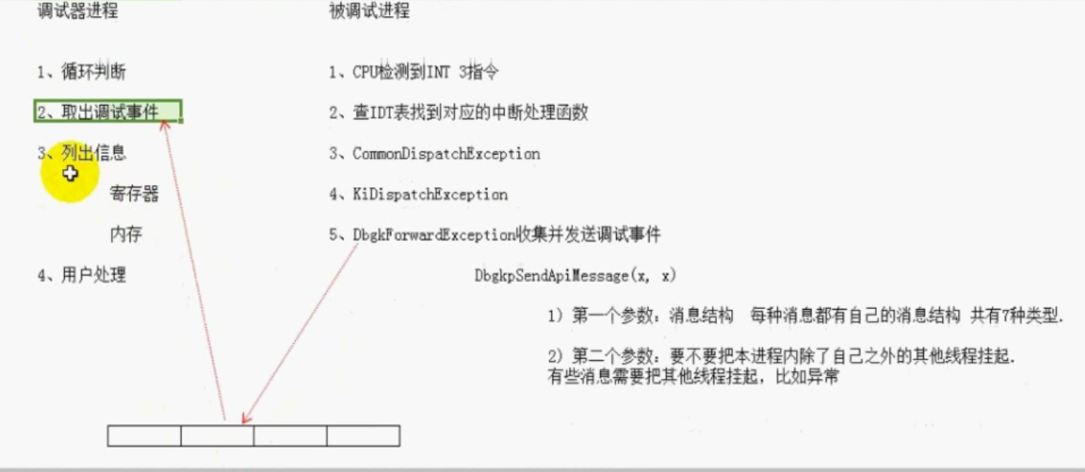 调试器进程
被调试进程
1、循环判断
1、CPU检测到INT 3指令
2、取出调试事件
2、查IDT表找到对应的中断处理函数
3、列出信息
3、CommonDispatchException
寄存器
4、KiDispatchException
内存
5、DbgkForwardException收集并发送调试事件
4、用户处理
DbgkpSendApiMessage(x, x)
1) 第一个参数：消息结构 每种消息都有自己的消息结构 共有7种类型.
2) 第二个参数：要不要把本进程内除了自己之外的其他线程挂起.
有些消息需要把其他线程挂起，比如异常